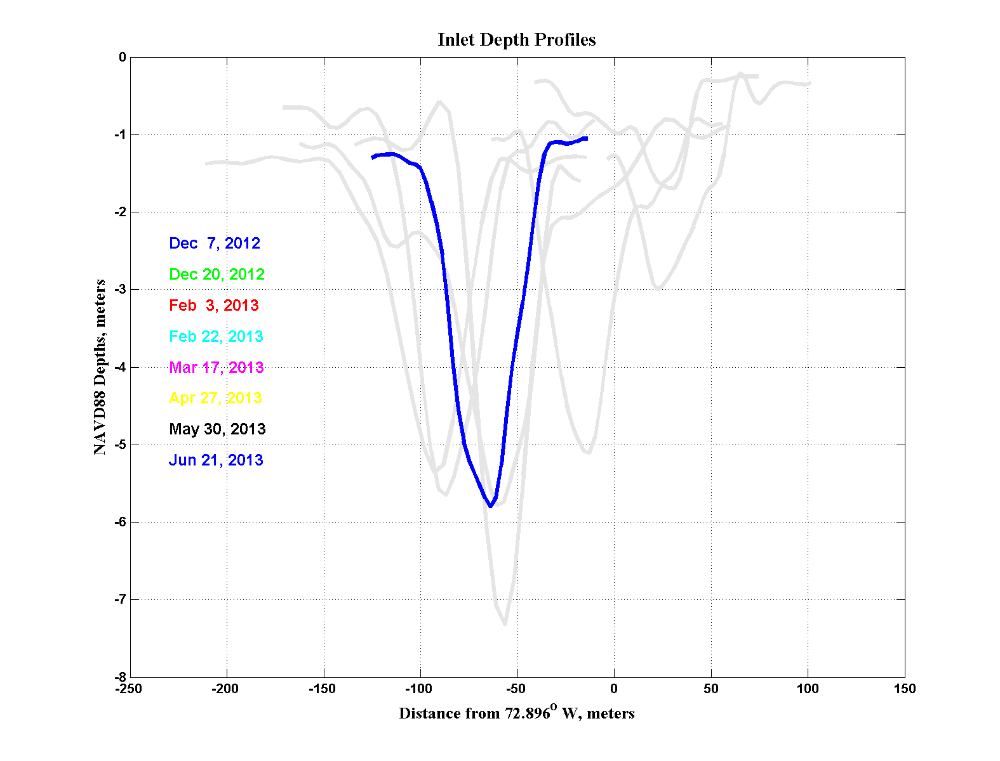 Inlet Depth Profiles
0
-1
-2
-3
-4
-5
-6
-7
-8
NAVD88 Depths, meters
Dec  7, 2012
Dec 20, 2012
Feb  3, 2013
Feb 22, 2013
Mar 17, 2013
Apr 27, 2013
May 30, 2013
Jun 21, 2013
-250 -200 -150 -100 -50 0 50 100 150
Distance from 72.896° W, meters